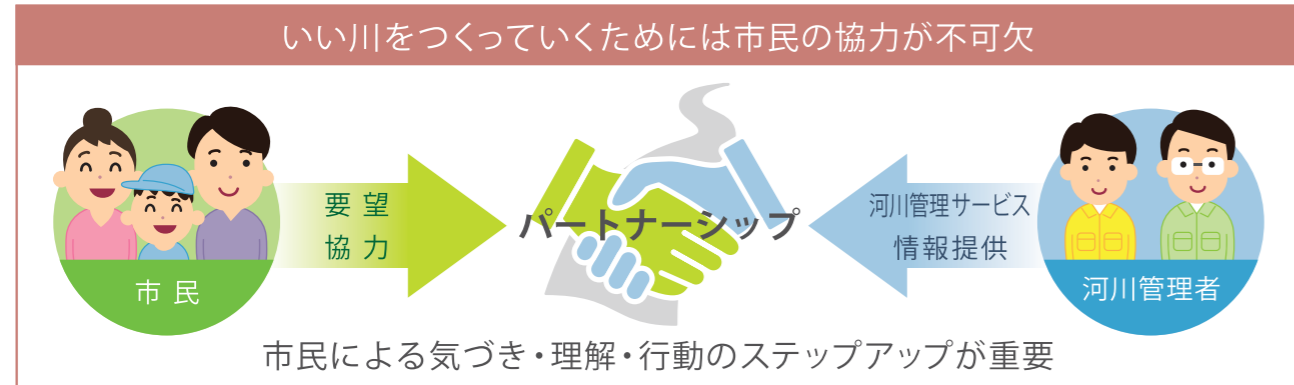 いい川をつくっていくためには市民の協力が不可欠
要望
協力
パートナーシップ
河川管理サービス
情報提供
市民
河川管理者
市民による気づき・理解・行動のステップアップが重要